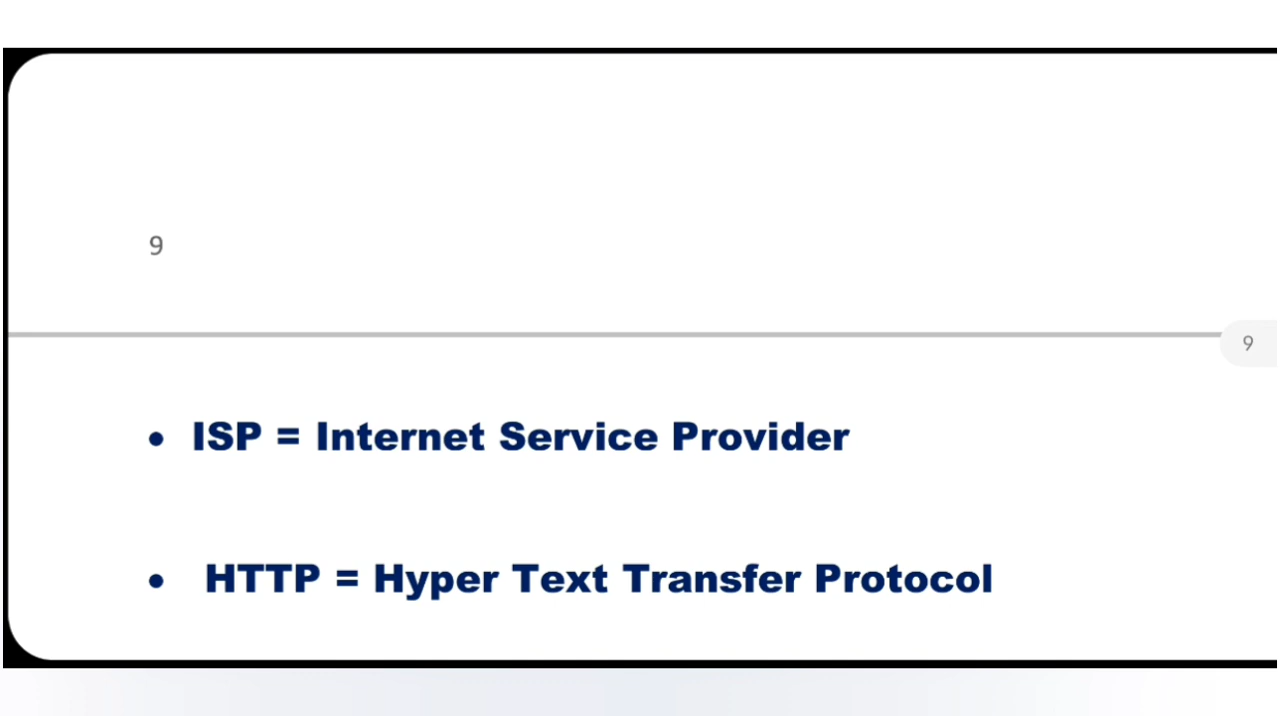 9
9
• ISP = Internet Service Provider
• HTTP = Hyper Text Transfer Protocol